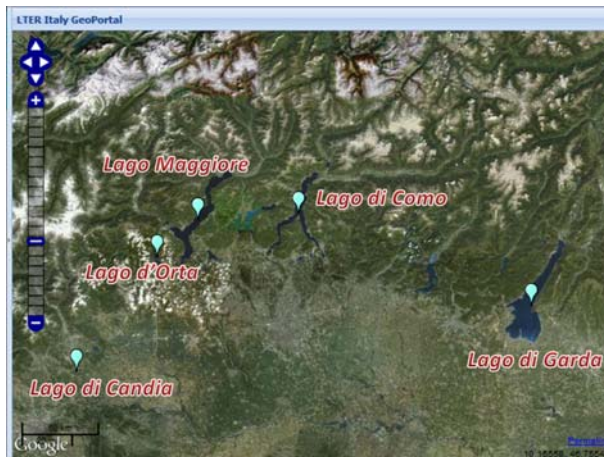 LTER Italy GeoPortal
Lago Maggiore
Lago di Como
Lago d'Orta
Lago di Garda
Lago di Candia
Google